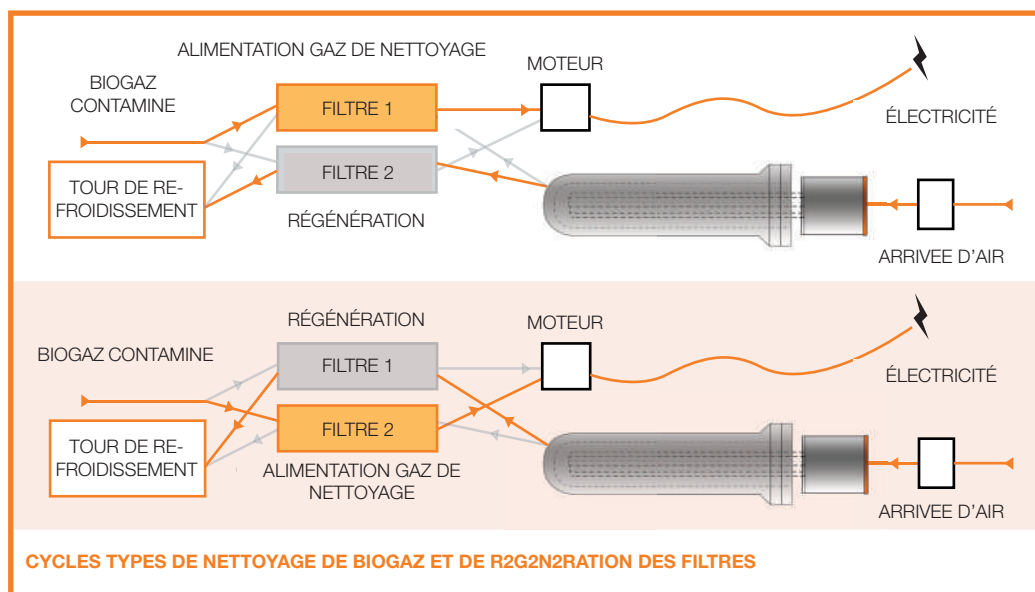 ALIMENTATION GAZ DE NETTOYAGE
MOTEUR
BIOGAZ
CONTAMINE
FILTRE 1
ÉLECTRICITÉ
FILTRE 2
TOUR DE RE-
FROIDISSEMENT
RÉGÉNÉRATION
ARRIVEE D'AIR
RÉGÉNÉRATION
MOTEUR
BIOGAZ CONTAMINE
FILTRE 1
ÉLECTRICITÉ
FILTRE 2
TOUR DE RE-
FROIDISSEMENT
ALIMENTATION GAZ DE
NETTOYAGE
ARRIVEE D'AIR
CYCLES TYPES DE NETTOYAGE DE BIOGAZ ET DE R2G2N2RATION DES FILTRES